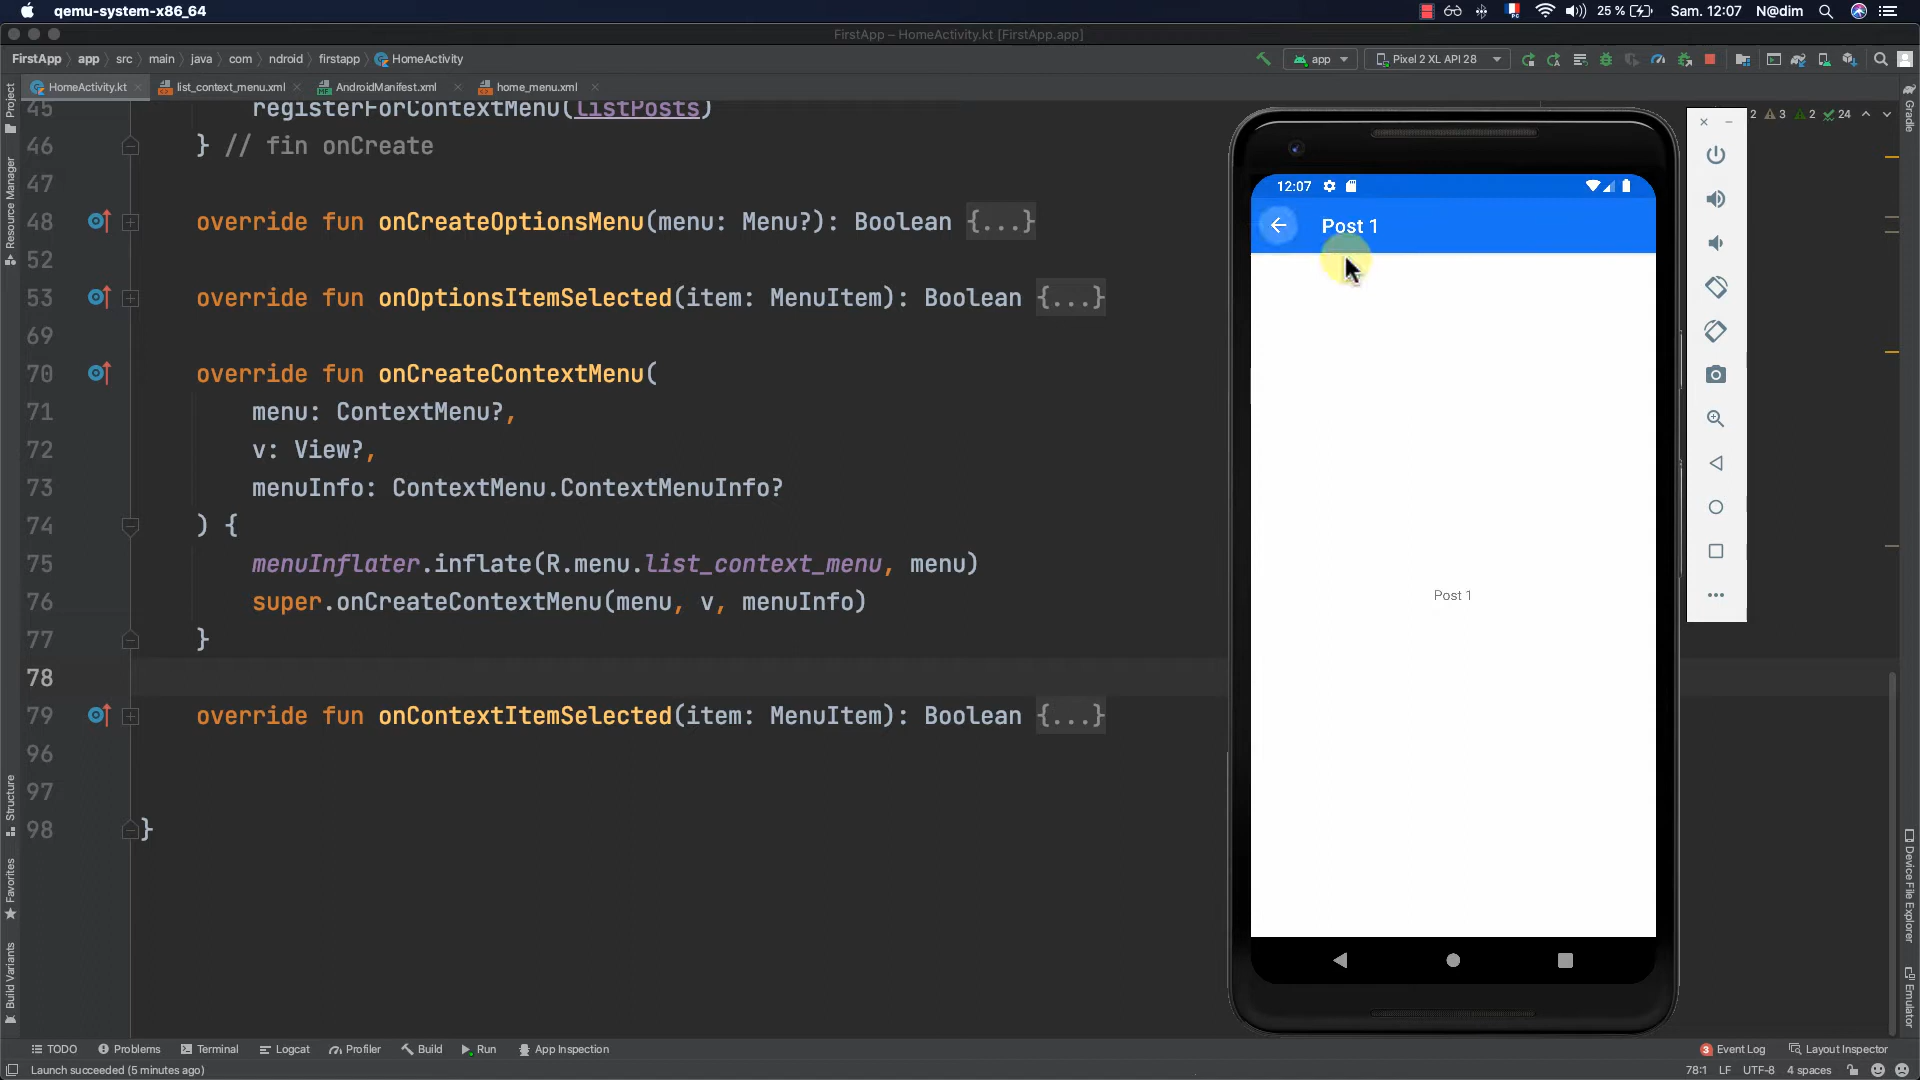 qemu-system-x86_64
25 %
Sam. 12:07
N@dim
FirstApp – HomeActivity.kt [FirstApp.app]
FirstApp
app
src
main
java
com
ndroid
firstapp
HomeActivity
app
Pixel 2 XL API 28
HomeActivity.kt
list_context_menu.xml
AndroidManifest.xml
home_menu.xml
Project
Resource Manager
Structure
Favorites
Build Variants
2 3 2 24
Gradle
Device File Explorer
Emulator
45 registerForContextMenu(listPosts)
46 } // fin onCreate
47
48 override fun onCreateOptionsMenu(menu: Menu?): Boolean {...}
52
53 override fun onOptionsItemSelected(item: MenuItem): Boolean {...}
69
70 override fun onCreateContextMenu(
71 menu: ContextMenu?,
72 v: View?,
73 menuInfo: ContextMenu.ContextMenuInfo?
74 ) {
75 menuInflater.inflate(R.menu.list_context_menu, menu)
76 super.onCreateContextMenu(menu, v, menuInfo)
77 }
78
79 override fun onContextItemSelected(item: MenuItem): Boolean {...}
96
97
98 }
12:07
Post 1
Post 1
TODO
Problems
Terminal
Logcat
Profiler
Build
Run
App Inspection
3 Event Log
Layout Inspector
Launch succeeded (5 minutes ago)
78:1
LF
UTF-8
4 spaces